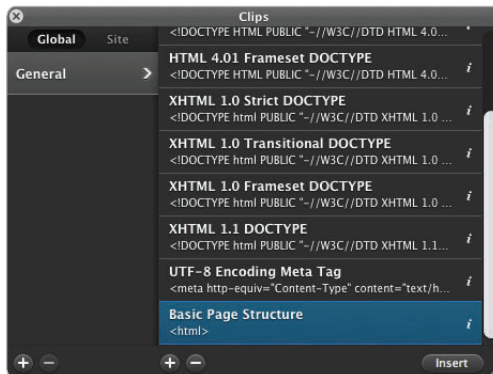 Clips
Global Site
General
<!DOCTYPE HTML PUBLIC "-//W3C//DTD HTML 4.0...
HTML 4.01 Frameset DOCTYPE
<!DOCTYPE HTML PUBLIC "-//W3C//DTD HTML 4.0...
XHTML 1.0 Strict DOCTYPE
<!DOCTYPE html PUBLIC "-//W3C//DTD XHTML 1.0 ...
XHTML 1.0 Transitional DOCTYPE
<!DOCTYPE html PUBLIC "-//W3C//DTD XHTML 1.0 ...
XHTML 1.0 Frameset DOCTYPE
<!DOCTYPE html PUBLIC "-//W3C//DTD XHTML 1.0 ...
XHTML 1.1 DOCTYPE
<!DOCTYPE html PUBLIC "-//W3C//DTD XHTML 1.1...
UTF-8 Encoding Meta Tag
<meta http-equiv="Content-Type" content="text/h...
Basic Page Structure
<html>
Insert